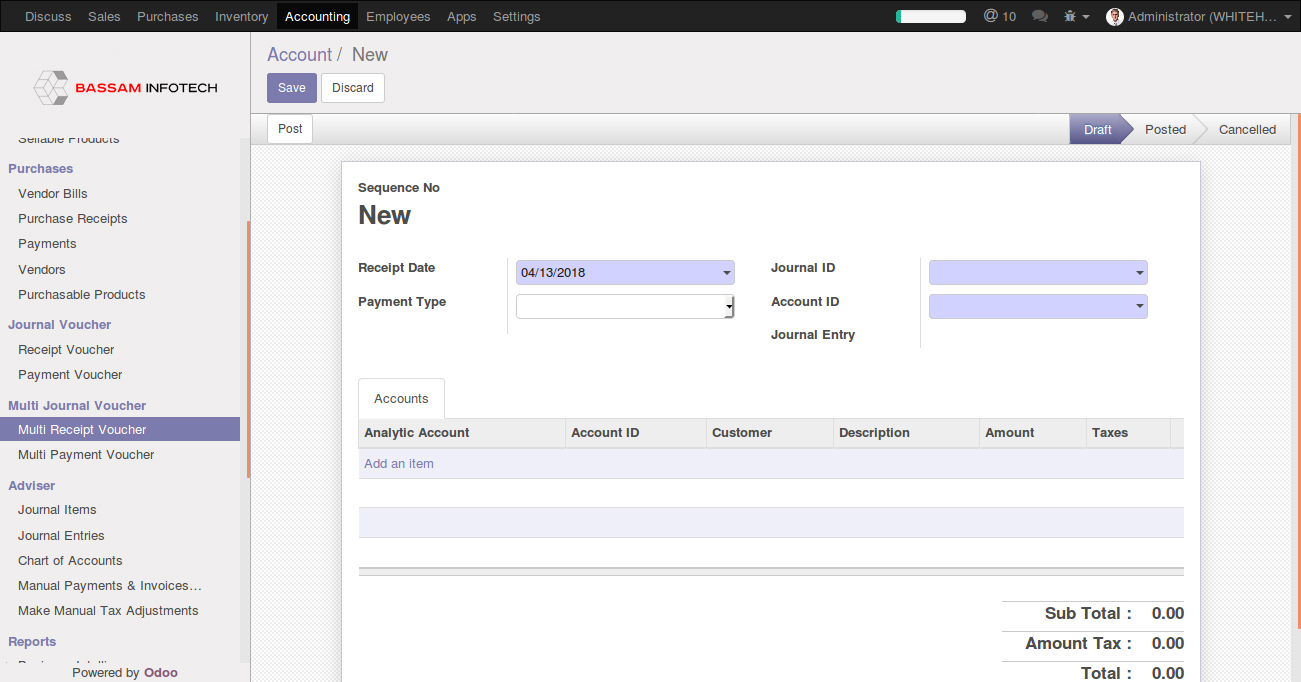 Discuss Sales Purchases Inventory Accounting Employees Apps Settings @ 10 Administrator (WHITEH...
BASSAM INFOTECH
Sellable Products
Purchases
Vendor Bills
Purchase Receipts
Payments
Vendors
Purchasable Products
Journal Voucher
Receipt Voucher
Payment Voucher
Multi Journal Voucher
Multi Receipt Voucher
Multi Payment Voucher
Adviser
Journal Items
Journal Entries
Chart of Accounts
Manual Payments & Invoices...
Make Manual Tax Adjustments
Reports
Powered by Odoo
Account / New
Save Discard
Post Draft Posted Cancelled
Sequence No
New
Receipt Date 04/13/2018 Journal ID
Payment Type Account ID
Journal Entry
Accounts
Analytic Account Account ID Customer Description Amount Taxes
Add an item
Sub Total : 0.00
Amount Tax : 0.00
Total : 0.00